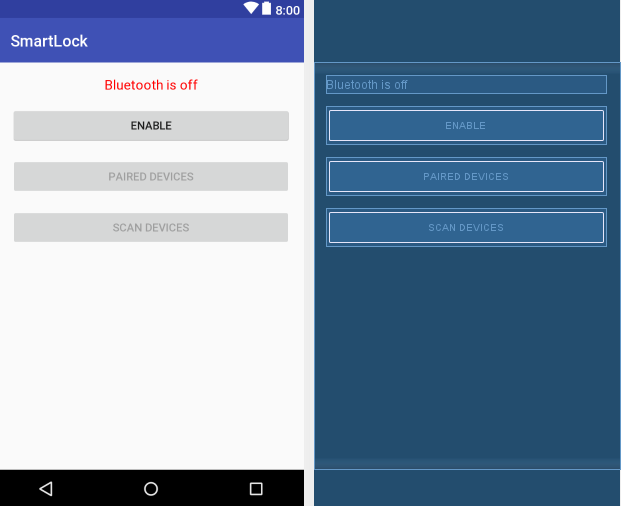 8:00
SmartLock
Bluetooth is off
ENABLE
PAIRED DEVICES
SCAN DEVICES
Bluetooth is off
ENABLE
PAIRED DEVICES
SCAN DEVICES